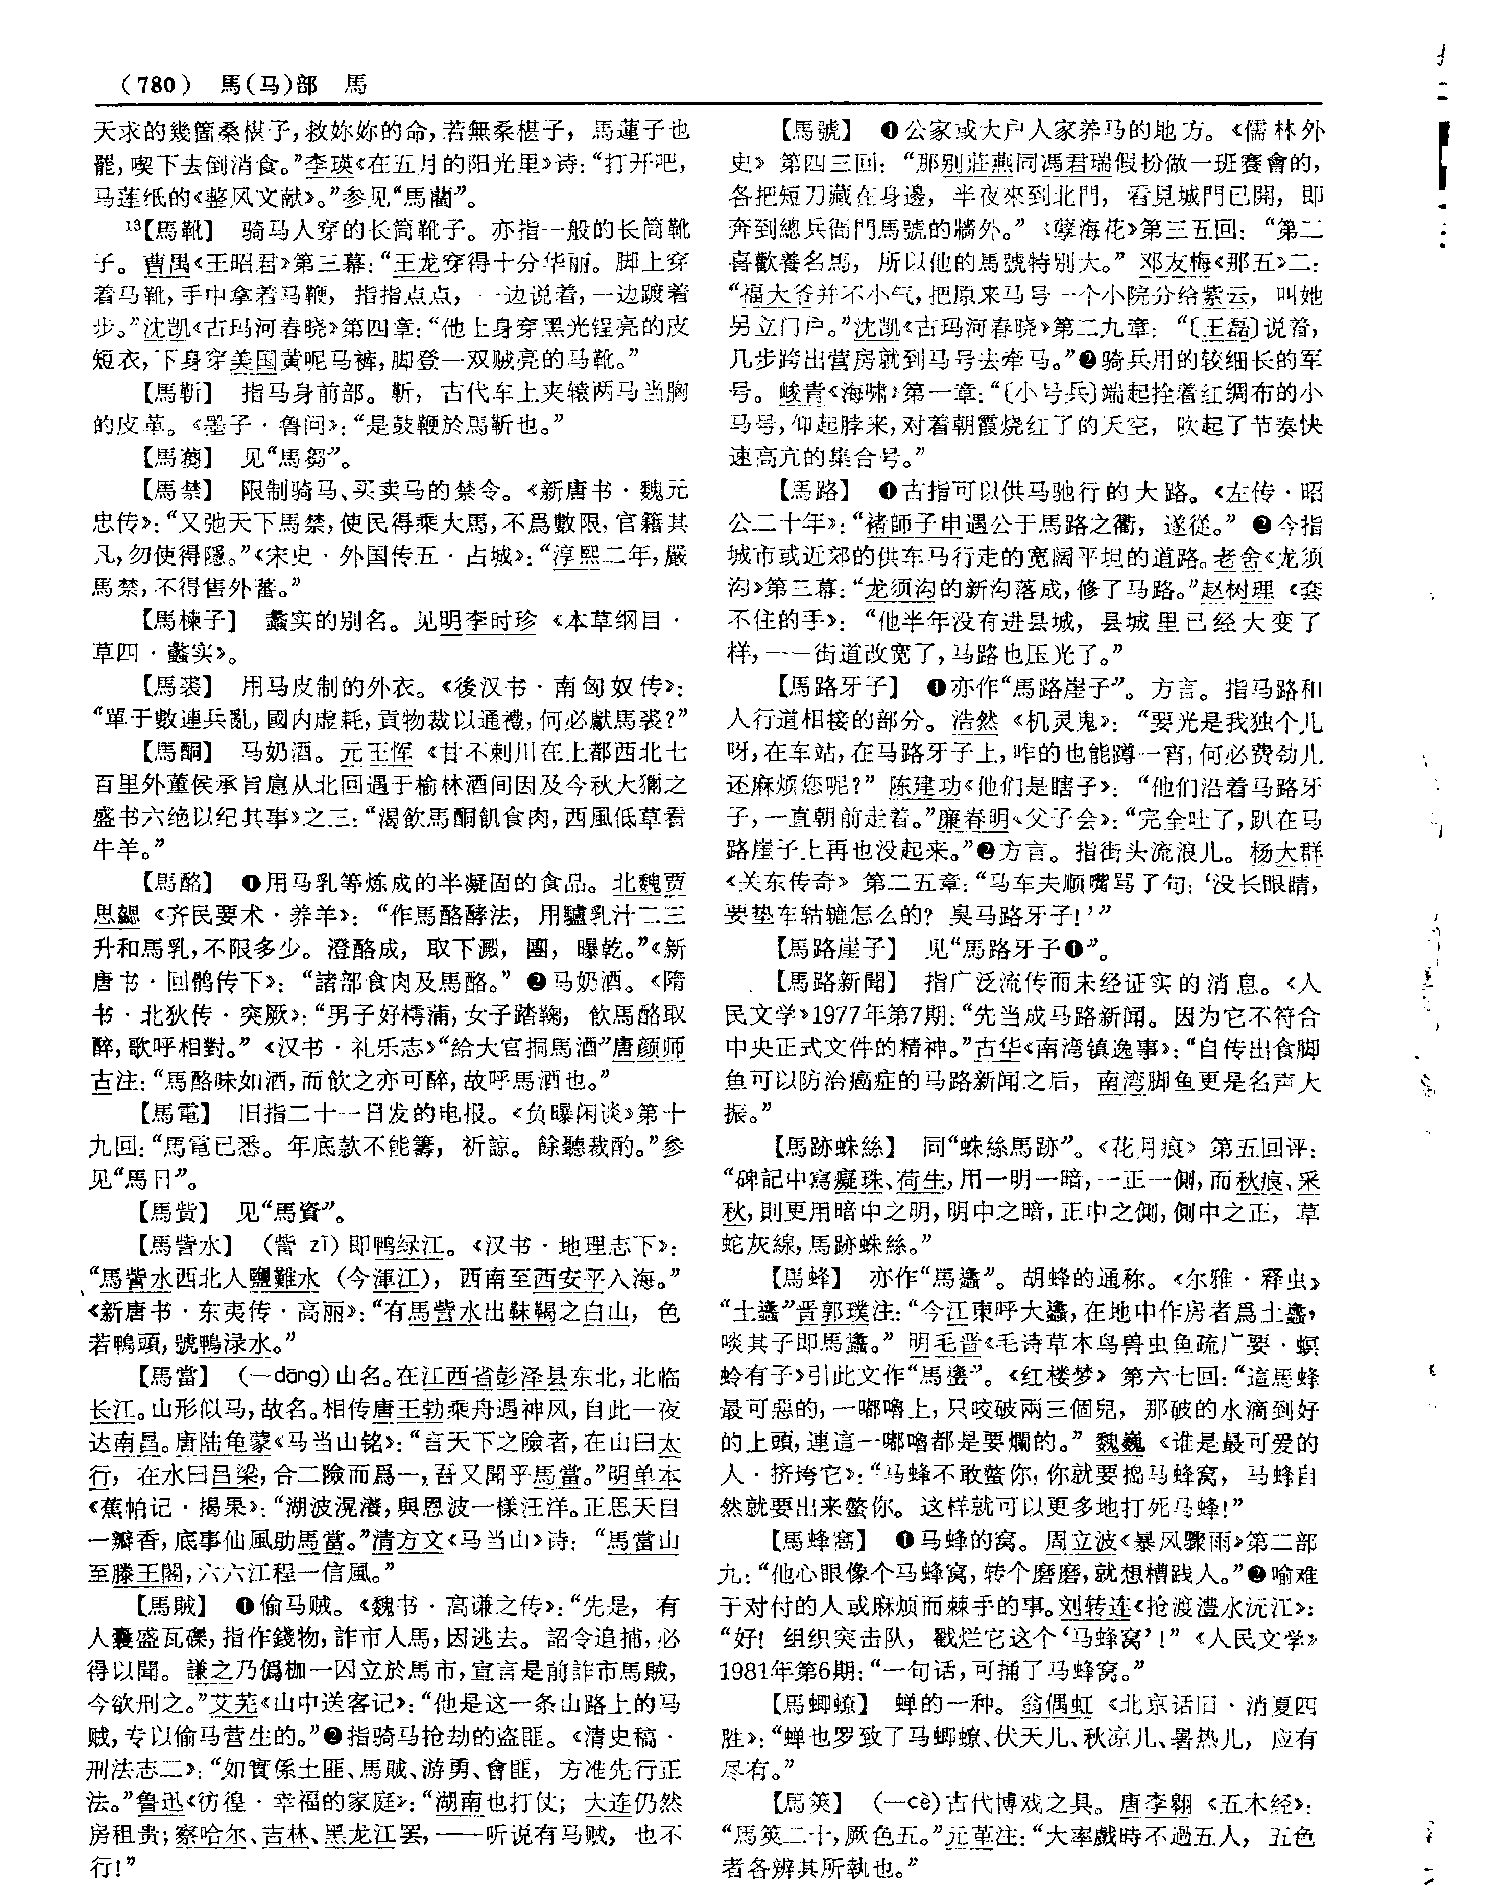 （780） 馬(马)部 馬
天求的幾箇桑椹子，救妳妳的命，若無桑椹子，馬蓮子也
罷，喫下去倒消食。”李瑛《在五月的阳光里》诗：“打开吧，
马莲纸的《整风文献》。”参见“馬藺”。
13【馬靴】 骑马人穿的长筒靴子。亦指一般的长筒靴
子。曹禺《王昭君》第三幕：“王龙穿得十分华丽。脚上穿
着马靴，手中拿着马鞭，指指点点，一边说着，一边踱着
步。”沈凯《古玛河春晓》第四章：“他上身穿黑光锃亮的皮
短衣，下身穿美国黄呢马裤，脚登一双贼亮的马靴。”
【馬靳】 指马身前部。靳，古代车上夹辕两马当胸
的皮革。《墨子·鲁问》：“是鼓鞭於馬靳也。”
【馬蒭】 见“馬芻”。
【馬禁】 限制骑马、买卖马的禁令。《新唐书·魏元
忠传》：“又弛天下馬禁，使民得乘大馬，不爲數限，官籍其
凡，勿使得隱。”《宋史·外国传五·占城》：“淳熙二年，嚴
馬禁，不得售外蕃。”
【馬楝子】 蠡实的别名。见明李时珍《本草纲目·
草四·蠡实》。
【馬裘】 用马皮制的外衣。《後汉书·南匈奴传》：
“單于數連兵亂，國内虚耗，貢物裁以通禮，何必獻馬裘？”
【馬酮】 马奶酒。元王恽《甘不剌川在上都西北七
百里外董侯承旨扈从北回遇于榆林酒间因及今秋大獮之
盛书六绝以纪其事》之三：“渴飲馬酮飢食肉，西風低草看
牛羊。”
【馬酪】 ❶用马乳等炼成的半凝固的食品。北魏贾
思勰《齐民要术·养羊》：“作馬酪酵法，用驢乳汁二三
升和馬乳，不限多少。澄酪成，取下澱，團，曝乾。”《新
唐书·回鹘传下》：“諸部食肉及馬酪。”❷马奶酒。《隋
书·北狄传·突厥》：“男子好樗蒲，女子踏鞠，飲馬酪取
醉，歌呼相對。”《汉书·礼乐志》“給大官挏馬酒”唐颜师
古注：“馬酪味如酒，而飲之亦可醉，故呼馬酒也。”
【馬電】 旧指二十一日发的电报。《负曝闲谈》第十
九回：“馬電已悉。年底款不能籌，祈諒。餘聽裁酌。”参
见“馬日”。
【馬貲】 见“馬資”。
【馬訾水】 （訾 zī）即鸭绿江。《汉书·地理志下》：
“馬訾水西北入鹽難水（今渾江），西南至西安平入海。”
《新唐书·东夷传·高丽》：“有馬訾水出靺鞨之白山，色
若鴨頭，號鴨渌水。”
【馬當】 （—dāng）山名。在江西省彭泽县东北，北临
长江。山形似马，故名。相传唐王勃乘舟遇神风，自此一夜
达南昌。唐陆龟蒙《马当山铭》：“言天下之險者，在山曰太
行，在水曰吕梁，合二險而爲一，吾又聞乎馬當。”明单本
《蕉帕记·揭果》：“湖波滉瀁，與恩波一樣汪洋。正思天目
一瓣香，底事仙風助馬當。”清方文《马当山》诗：“馬當山
至滕王閣，六六江程一信風。”
【馬賊】 ❶偷马贼。《魏书·高谦之传》：“先是，有
人囊盛瓦礫，指作錢物，詐市人馬，因逃去。詔令追捕，必
得以聞。謙之乃僞枷一囚立於馬市，宣言是前詐市馬賊，
今欲刑之。”艾芜《山中送客记》：“他是这一条山路上的马
贼，专以偷马营生的。”❷指骑马抢劫的盗匪。《清史稿·
刑法志二》：“如實係土匪、馬賊、游勇、會匪，方准先行正
法。”鲁迅《彷徨·幸福的家庭》：“湖南也打仗；大连仍然
房租贵；察哈尔、吉林、黑龙江罢，——听说有马贼，也不
行！”
【馬號】 ❶公家或大户人家养马的地方。《儒林外
史》第四三回：“那别莊燕同馮君瑞假扮做一班賽會的，
各把短刀藏在身邊，半夜來到北門，看見城門已開，即
奔到總兵衙門馬號的牆外。”《孽海花》第三五回：“第二
喜歡養名馬，所以他的馬號特别大。”邓友梅《那五》二：
“福大爷并不小气，把原来马号一个小院分给紫云，叫她
另立门户。”沈凯《古玛河春晓》第二九章：“〔王磊〕说着，
几步跨出营房就到马号去牵马。”❷骑兵用的较细长的军
号。峻青《海啸》第一章：“〔小号兵〕端起拴着红绸布的小
马号，仰起脖来，对着朝霞烧红了的天空，吹起了节奏快
速高亢的集合号。”
【馬路】 ❶古指可以供马驰行的大路。《左传·昭
公二十年》：“褚師子申遇公于馬路之衢，遂從。”❷今指
城市或近郊的供车马行走的宽阔平坦的道路。老舍《龙须
沟》第三幕：“龙须沟的新沟落成，修了马路。”赵树理《套
不住的手》：“他半年没有进县城，县城里已经大变了
样，——街道改宽了，马路也压光了。”
【馬路牙子】 ❶亦作“馬路崖子”。方言。指马路和
人行道相接的部分。浩然《机灵鬼》：“要光是我独个儿
呀，在车站，在马路牙子上，咋的也能蹲一宵，何必费劲儿
还麻烦您呢？”陈建功《他们是瞎子》：“他们沿着马路牙
子，一直朝前走着。”廉春明《父子会》：“完全吐了，趴在马
路崖子上再也没起来。”❷方言。指街头流浪儿。杨大群
《关东传奇》第二五章：“马车夫顺嘴骂了句：‘没长眼睛，
要垫车轱辘怎么的？臭马路牙子！’”
【馬路崖子】 见“馬路牙子❶”。
【馬路新聞】 指广泛流传而未经证实的消息。《人
民文学》1977年第7期：“先当成马路新闻。因为它不符合
中央正式文件的精神。”古华《南湾镇逸事》：“自传出食脚
鱼可以防治癌症的马路新闻之后，南湾脚鱼更是名声大
振。”
【馬跡蛛絲】 同“蛛絲馬跡”。《花月痕》第五回评：
“碑記中寫癡珠、荷生，用一明一暗，一正一側，而秋痕、采
秋，則更用暗中之明，明中之暗，正中之側，側中之正，草
蛇灰線，馬跡蛛絲。”
【馬蜂】 亦作“馬蠭”。胡蜂的通称。《尔雅·释虫》
“土蠭”晋郭璞注：“今江東呼大蠭，在地中作房者爲土蠭，
啖其子即馬蠭。”明毛晋《毛诗草木鸟兽虫鱼疏广要·螟
蛉有子》引此文作“馬蠭”。《红楼梦》第六七回：“這馬蜂
最可惡的，一嘟嚕上，只咬破兩三個兒，那破的水滴到好
的上頭，連這一嘟嚕都是要爛的。”魏巍《谁是最可爱的
人·挤垮它》：“马蜂不敢螫你，你就要捣马蜂窝，马蜂自
然就要出来螫你。这样就可以更多地打死马蜂！”
【馬蜂窩】 ❶马蜂的窝。周立波《暴风骤雨》第二部
九：“他心眼像个马蜂窝，转个磨磨，就想糟践人。”❷喻难
于对付的人或麻烦而棘手的事。刘转连《抢渡澧水沅江》：
“好！组织突击队，戳烂它这个‘马蜂窝’！”《人民文学》
1981年第6期：“一句话，可捅了马蜂窝。”
【馬蝍蟟】 蝉的一种。翁偶虹《北京话旧·消夏四
胜》：“蝉也罗致了马蝍蟟、伏天儿、秋凉儿、暑热儿，应有
尽有。”
【馬筴】 （—cè）古代博戏之具。唐李翱《五木经》：
“馬筴二十，厥色五。”元革注：“大率戲時不過五人，五色
者各辨其所執也。”